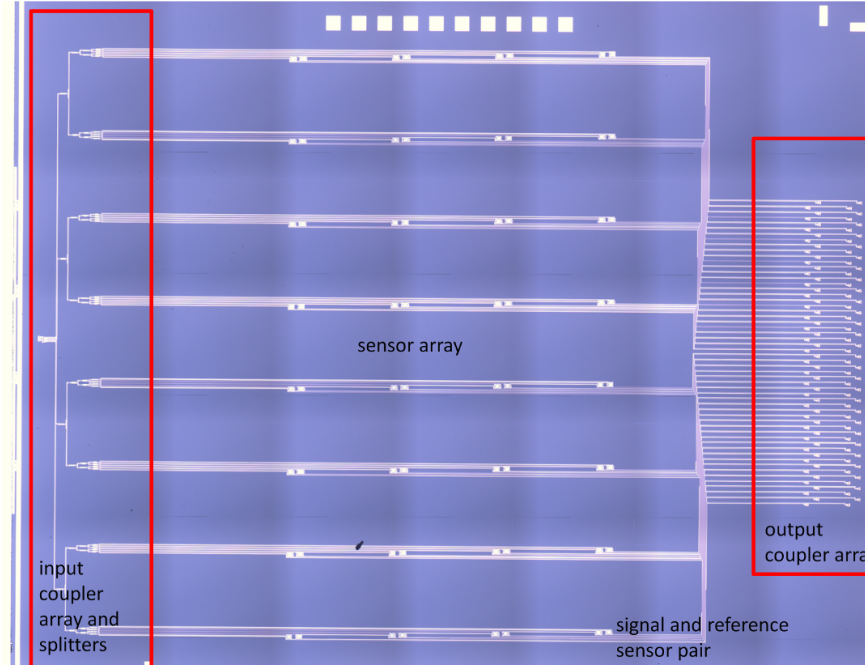 sensor array
input
coupler
array and
splitters
output
coupler arra
signal and reference
sensor pair